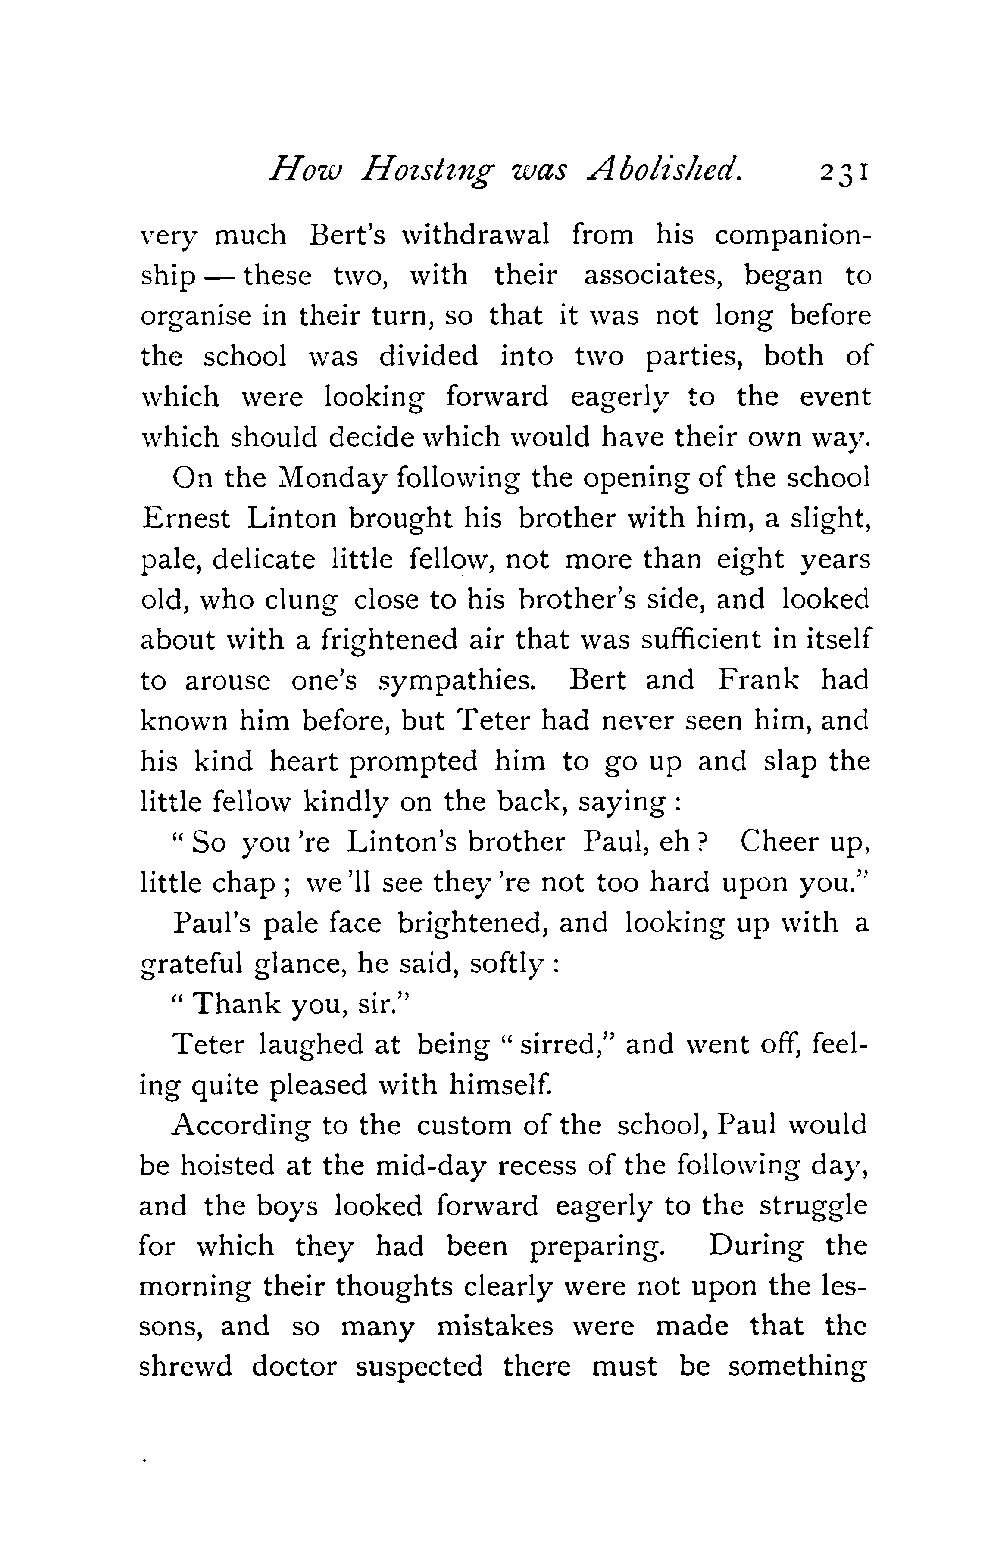 How Hoisting was Abolished. 231
very much Bert's withdrawal from his companion-
ship — these two, with their associates, began to
organise in their turn, so that it was not long before
the school was divided into two parties, both of
which were looking forward eagerly to the event
which should decide which would have their own way.
On the Monday following the opening of the school
Ernest Linton brought his brother with him, a slight,
pale, delicate little fellow, not more than eight years
old, who clung close to his brother's side, and looked
about with a frightened air that was sufficient in itself
to arouse one's sympathies. Bert and Frank had
known him before, but Teter had never seen him, and
his kind heart prompted him to go up and slap the
little fellow kindly on the back, saying :
“ So you 're Linton's brother Paul, eh ? Cheer up,
little chap ; we 'll see they 're not too hard upon you.”
Paul's pale face brightened, and looking up with a
grateful glance, he said, softly :
“ Thank you, sir.”
Teter laughed at being “ sirred,” and went off, feel-
ing quite pleased with himself.
According to the custom of the school, Paul would
be hoisted at the mid-day recess of the following day,
and the boys looked forward eagerly to the struggle
for which they had been preparing. During the
morning their thoughts clearly were not upon the les-
sons, and so many mistakes were made that the
shrewd doctor suspected there must be something